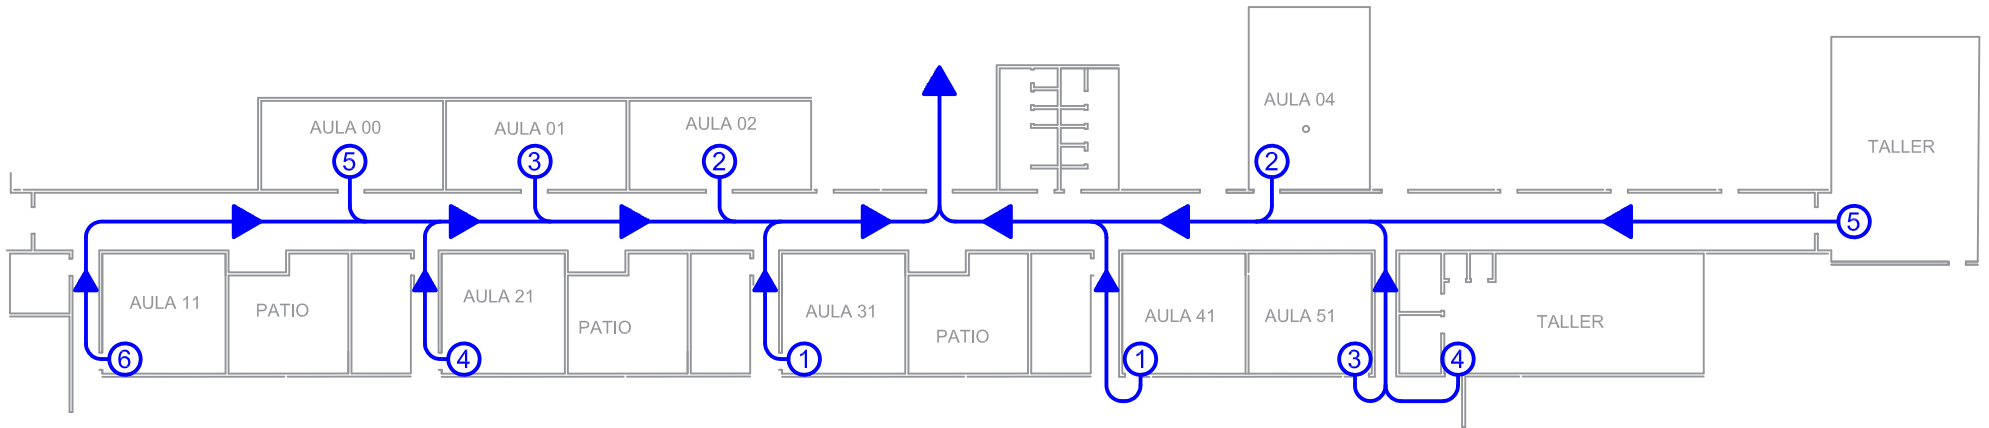 AULA 04
AULA 00
AULA 01
AULA 02
TALLER
5
3
2
2
5
AULA 11
PATIO
AULA 21
PATIO
AULA 31
PATIO
AULA 41
AULA 51
TALLER
6
4
1
1
3
4